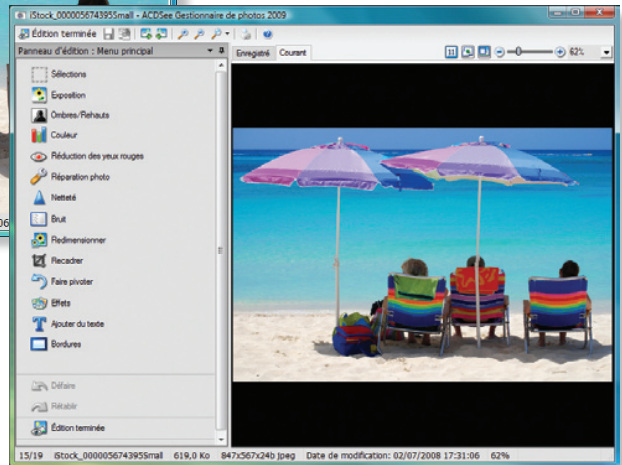 iStock_000005674395Small - ACDSee Gestionnaire de photos 2009
Édition terminée
Panneau d'édition : Menu principal
Enregistré Courant
62%
Sélections
Exposition
Ombres/Rehauts
Couleur
Réduction des yeux rouges
Réparation photo
Netteté
Bruit
Redimensionner
Recadrer
Faire pivoter
Effets
Ajouter du texte
Bordures
Défaire
Rétablir
Édition terminée
15/19 iStock_000005674395Small 619,0 Ko 847x567x24b jpeg Date de modification: 02/07/2008 17:31:06 62%